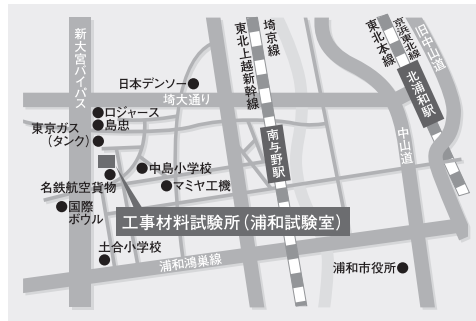 新大宮バイパス
東北上越新幹線
埼京線
東北本線
京浜東北線
旧中山道
北浦和駅
日本デンソー
埼大通り
ロジャース
島忠
東京ガス
(タンク)
南与野駅
中山道
中島小学校
名鉄航空貨物
マミヤ工機
国際
ボウル
工事材料試験所(浦和試験室)
土合小学校
浦和鴻巣線
浦和市役所